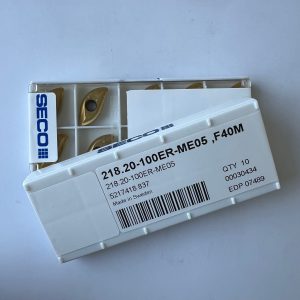 SECO
SECO
218.20-100ER-ME05 ,F40M
218.20-100ER-ME05
5217418.837
Made in Sweden
QTY 10
00030434
EDP 07489